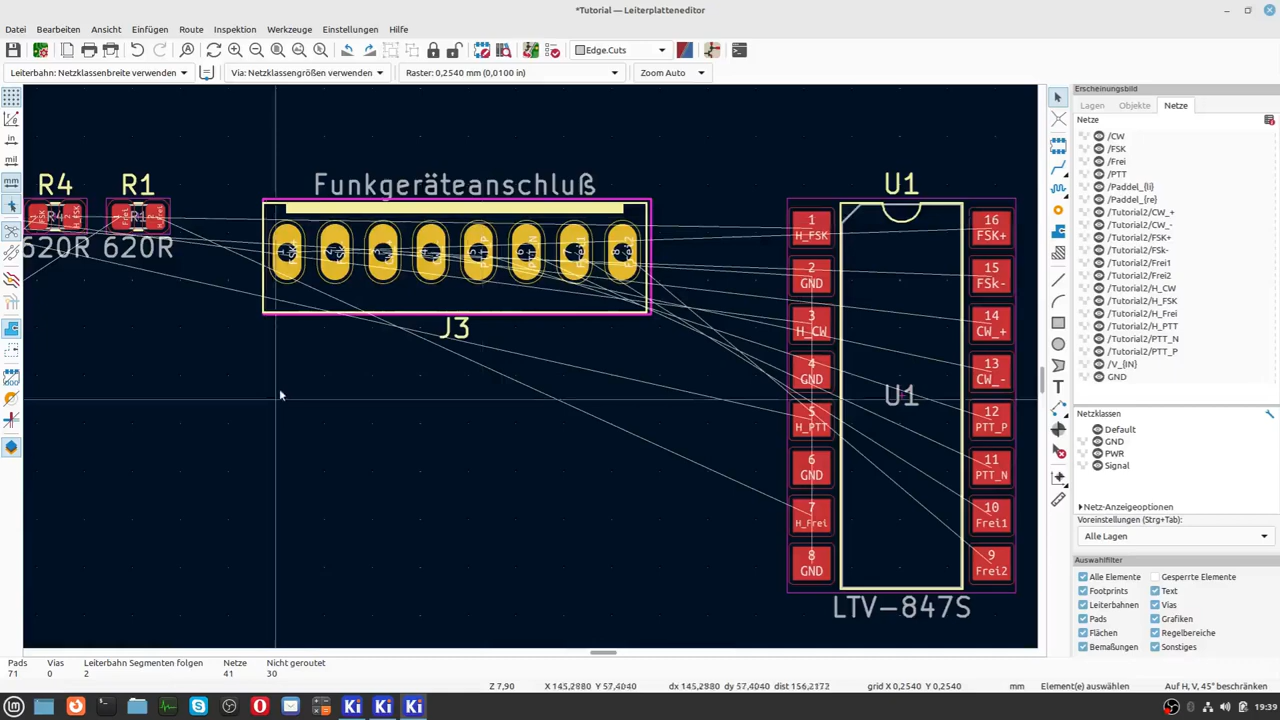 *Tutorial — Leiterplatteneditor
Datei Bearbeiten Ansicht Einfügen Route Inspektion Werkzeuge Einstellungen Hilfe
Edge.Cuts
Leiterbahn: Netzklassenbreite verwenden Via: Netzklassengrößen verwenden Raster: 0,2540 mm (0,0100 in) Zoom Auto
in
mil
mm
R4 R1
620R 620R
R4 R1
Funkgeräteanschluß
J3
U1
1
H_FSK
2
GND
3
H_CW
4
GND
5
H_PTT
6
GND
7
H_Frei
8
GND
U1
16
FSK+
15
FSk-
14
CW_+
13
CW_-
12
PTT_P
11
PTT_N
10
Frei1
9
Frei2
LTV-847S
Erscheinungsbild
Lagen Objekte Netze
Netze
/CW
/FSK
/Frei
/PTT
/Paddel_{li}
/Paddel_{re}
/Tutorial2/CW_+
/Tutorial2/CW_-
/Tutorial2/FSK+
/Tutorial2/FSk-
/Tutorial2/Frei1
/Tutorial2/Frei2
/Tutorial2/H_CW
/Tutorial2/H_FSK
/Tutorial2/H_Frei
/Tutorial2/H_PTT
/Tutorial2/PTT_N
/Tutorial2/PTT_P
/V_{IN}
GND
Netzklassen
Default
GND
PWR
Signal
Netz-Anzeigeoptionen
Voreinstellungen (Strg+Tab):
Alle Lagen
Auswahlfilter
Alle Elemente Gesperrte Elemente
Footprints Text
Leiterbahnen Vias
Pads Grafiken
Flächen Regelbereiche
Bemaßungen Sonstiges
Pads Vias Leiterbahn Segmenten folgen Netze Nicht geroutet
71 0 2 41 30
Z 7,90 X 145,2880 Y 57,4040 dx 145,2880 dy 57,4040 dist 156,2172 grid X 0,2540 Y 0,2540 mm Element(e) auswählen Auf H, V, 45° beschränken
Ki Ki Ki 19:39